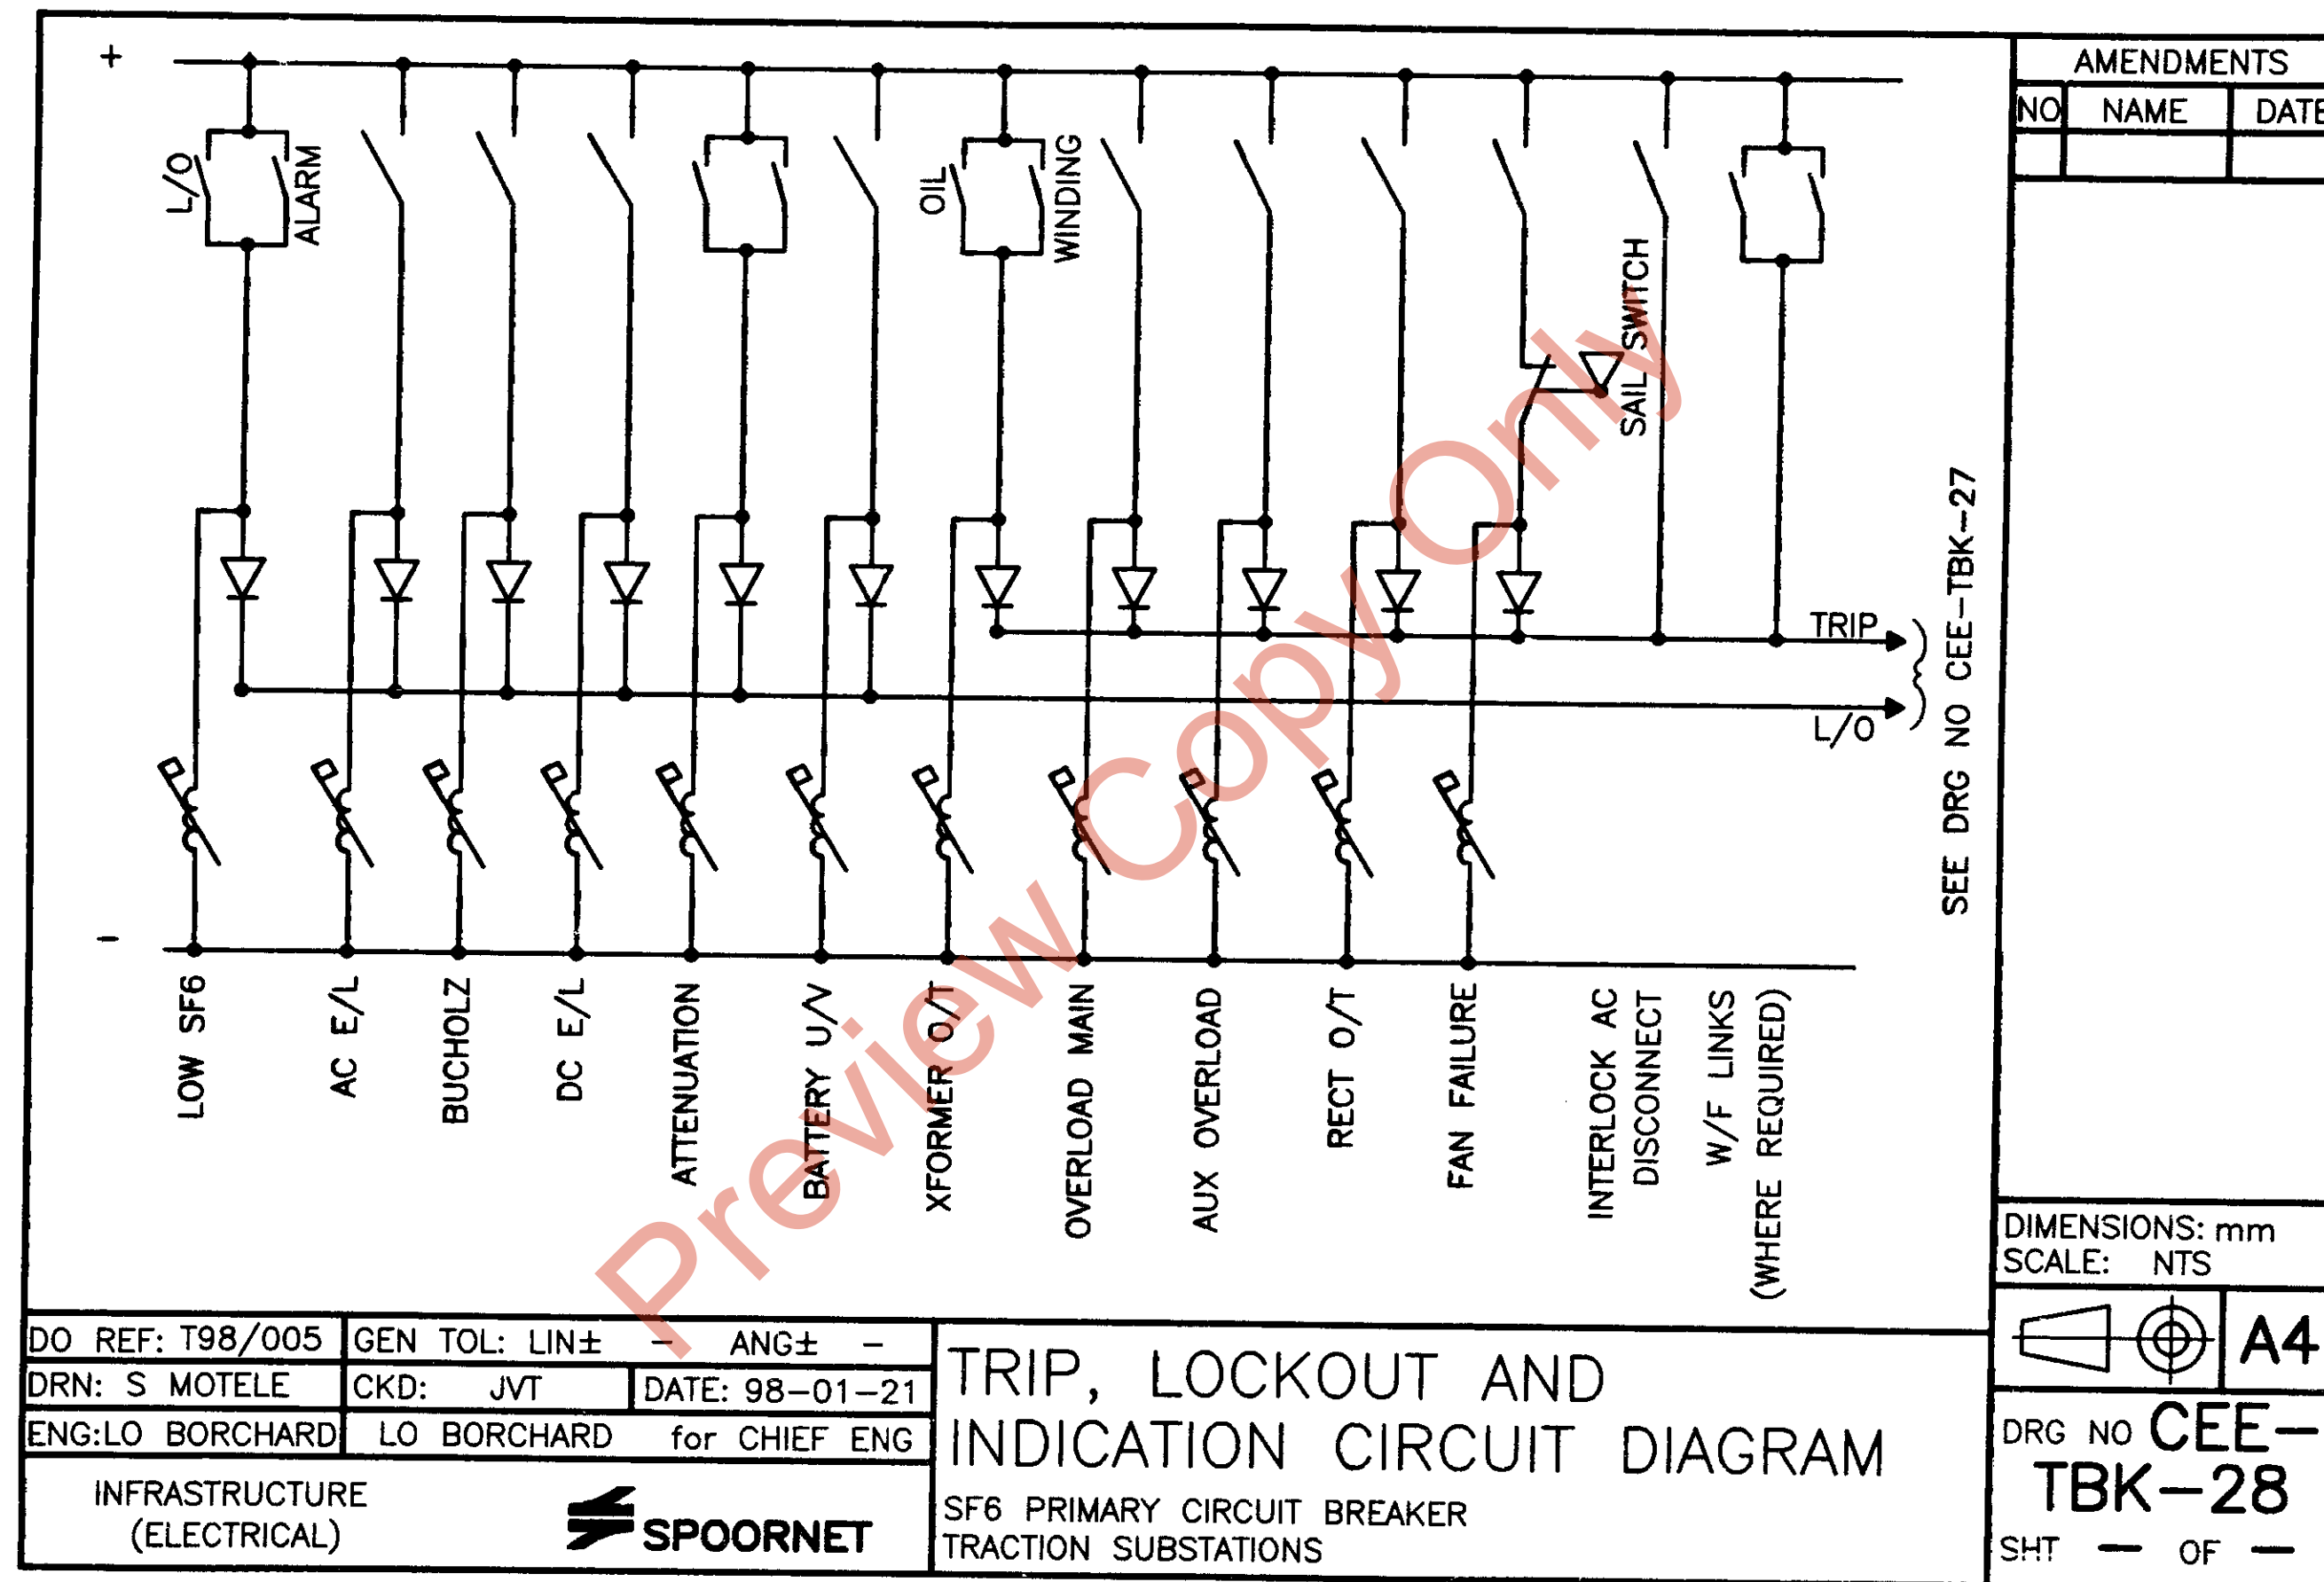 +
L/O
ALARM
OIL
WINDING
SAIL SWITCH
TRIP
L/O
SEE DRG NO CEE-TBK-27
-
LOW SF6
AC E/L
BUCHOLZ
DC E/L
ATTENUATION
BATTERY U/V
XFORMER O/T
OVERLOAD MAIN
AUX OVERLOAD
RECT O/T
FAN FAILURE
INTERLOCK AC
DISCONNECT
W/F LINKS
(WHERE REQUIRED)
Preview Copy Only
AMENDMENTS
NO NAME DATE
DIMENSIONS: mm
SCALE: NTS
A4
DRG NO CEE-
TBK-28
SHT - OF -
DO REF: T98/005 GEN TOL: LIN± - ANG± -
DRN: S MOTELE CKD: JVT DATE: 98-01-21
ENG:LO BORCHARD LO BORCHARD for CHIEF ENG
INFRASTRUCTURE
(ELECTRICAL)
SPOORNET
TRIP, LOCKOUT AND
INDICATION CIRCUIT DIAGRAM
SF6 PRIMARY CIRCUIT BREAKER
TRACTION SUBSTATIONS